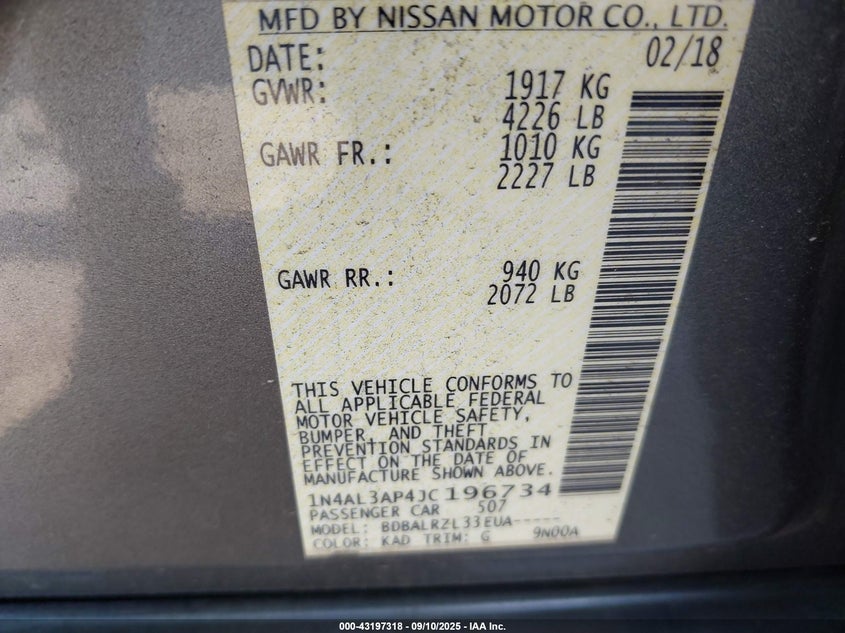 MFD BY NISSAN MOTOR CO., LTD.
DATE: 02/18
GVWR: 1917 KG
4226 LB
GAWR FR.: 1010 KG
2227 LB
GAWR RR.: 940 KG
2072 LB
THIS VEHICLE CONFORMS TO
ALL APPLICABLE FEDERAL
MOTOR VEHICLE SAFETY,
BUMPER, AND THEFT
PREVENTION STANDARDS IN
EFFECT ON THE DATE OF
MANUFACTURE SHOWN ABOVE.
1N4AL3AP4JC196734
PASSENGER CAR 507
MODEL: BDBALRZL33EUA-----
COLOR: KAD TRIM: G 9N00A
000-43197318 - 09/10/2025 - IAA Inc.